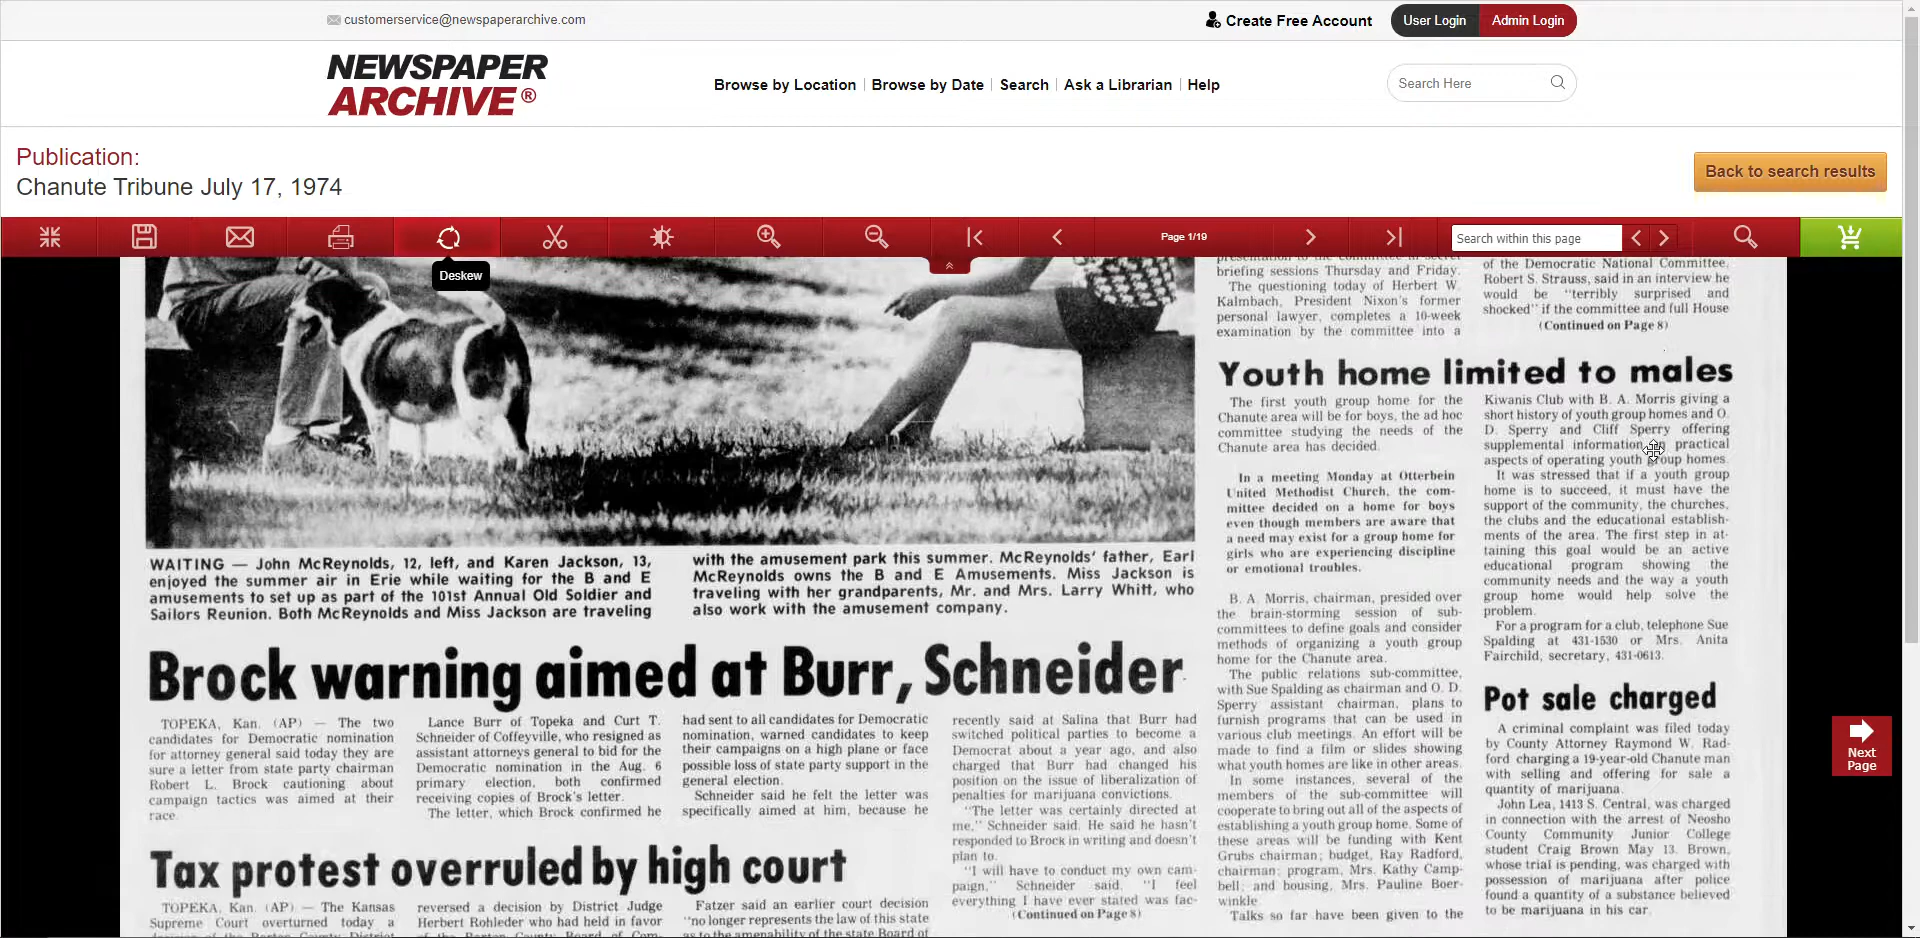 customerservice@newspaperarchive.com
Create Free Account
User Login
Admin Login
NEWSPAPER
ARCHIVE®
Browse by Location
Browse by Date
Search
Ask a Librarian
Help
Search Here
Publication:
Chanute Tribune July 17, 1974
Back to search results
Page 1/19
Search within this page
Deskew
WAITING — John McReynolds, 12, left, and Karen Jackson, 13,
enjoyed the summer air in Erie while waiting for the B and E
amusements to set up as part of the 101st Annual Old Soldier and
Sailors Reunion. Both McReynolds and Miss Jackson are traveling
with the amusement park this summer. McReynolds' father, Earl
McReynolds owns the B and E Amusements. Miss Jackson is
traveling with her grandparents, Mr. and Mrs. Larry Whitt, who
also work with the amusement company.
Brock warning aimed at Burr, Schneider
TOPEKA, Kan. (AP) — The two
candidates for Democratic nomination
for attorney general said today they are
sure a letter from state party chairman
Robert L. Brock cautioning about
campaign tactics was aimed at their
race.
Lance Burr of Topeka and Curt T.
Schneider of Coffeyville, who resigned as
assistant attorneys general to bid for the
Democratic nomination in the Aug. 6
primary election, both confirmed
receiving copies of Brock's letter.
The letter, which Brock confirmed he
had sent to all candidates for Democratic
nomination, warned candidates to keep
their campaigns on a high plane or face
possible loss of state party support in the
general election.
Schneider said he felt the letter was
specifically aimed at him, because he
recently said at Salina that Burr had
switched political parties to become a
Democrat about a year ago, and also
charged that Burr had changed his
position on the issue of liberalization of
penalties for marijuana convictions.
"The letter was certainly directed at
me," Schneider said. He said he hasn't
responded to Brock in writing and doesn't
plan to.
"I will have to conduct my own cam-
paign," Schneider said. "I feel
everything I have ever stated was fac-
(Continued on Page 8)
Tax protest overruled by high court
TOPEKA, Kan. (AP) — The Kansas
Supreme Court overturned today a
reversed a decision by District Judge
Herbert Rohleder who had held in favor
Fatzer said an earlier court decision
"no longer represents the law of this state
as to the amenability of the state Board of
presentation to the committee in secret
briefing sessions Thursday and Friday.
The questioning today of Herbert W.
Kalmbach, President Nixon's former
personal lawyer, completes a 10-week
examination by the committee into a
of the Democratic National Committee,
Robert S. Strauss, said in an interview he
would be "terribly surprised and
shocked" if the committee and full House
(Continued on Page 8)
Youth home limited to males
The first youth group home for the
Chanute area will be for boys, the ad hoc
committee studying the needs of the
Chanute area has decided.
In a meeting Monday at Otterbein
United Methodist Church, the com-
mittee decided on a home for boys
even though members are aware that
a need may exist for a group home for
girls who are experiencing discipline
or emotional troubles.
B. A. Morris, chairman, presided over
the brain-storming session of sub-
committees to define goals and consider
methods of organizing a youth group
home for the Chanute area.
The public relations sub-committee,
with Sue Spalding as chairman and O. D.
Sperry assistant chairman, plans to
furnish programs that can be used in
various club meetings. An effort will be
made to find a film or slides showing
what youth homes are like in other areas.
In some instances, several of the
members of the sub-committee will
cooperate to bring out all of the aspects of
establishing a youth group home. Some of
these areas will be funding with Kent
Grubs chairman; budget, Ray Radford,
chairman; program, Mrs. Kathy Camp-
bell; and housing, Mrs. Pauline Boer-
winkle.
Talks so far have been given to the
Kiwanis Club with B. A. Morris giving a
short history of youth group homes and O.
D. Sperry and Cliff Sperry offering
supplemental information practical
aspects of operating youth group homes.
It was stressed that if a youth group
home is to succeed, it must have the
support of the community, the churches,
the clubs and the educational establish-
ments of the area. The first step in at-
taining this goal would be an active
educational program showing the
community needs and the way a youth
group home would help solve the
problem.
For a program for a club, telephone Sue
Spalding at 431-1530 or Mrs. Anita
Fairchild, secretary, 431-0613.
Pot sale charged
A criminal complaint was filed today
by County Attorney Raymond W. Rad-
ford charging a 19-year-old Chanute man
with selling and offering for sale a
quantity of marijuana.
John Lea, 1413 S. Central, was charged
in connection with the arrest of Neosho
County Community Junior College
student Craig Brown May 13. Brown,
whose trial is pending, was charged with
possession of marijuana after police
found a quantity of a substance believed
to be marijuana in his car.
Next
Page